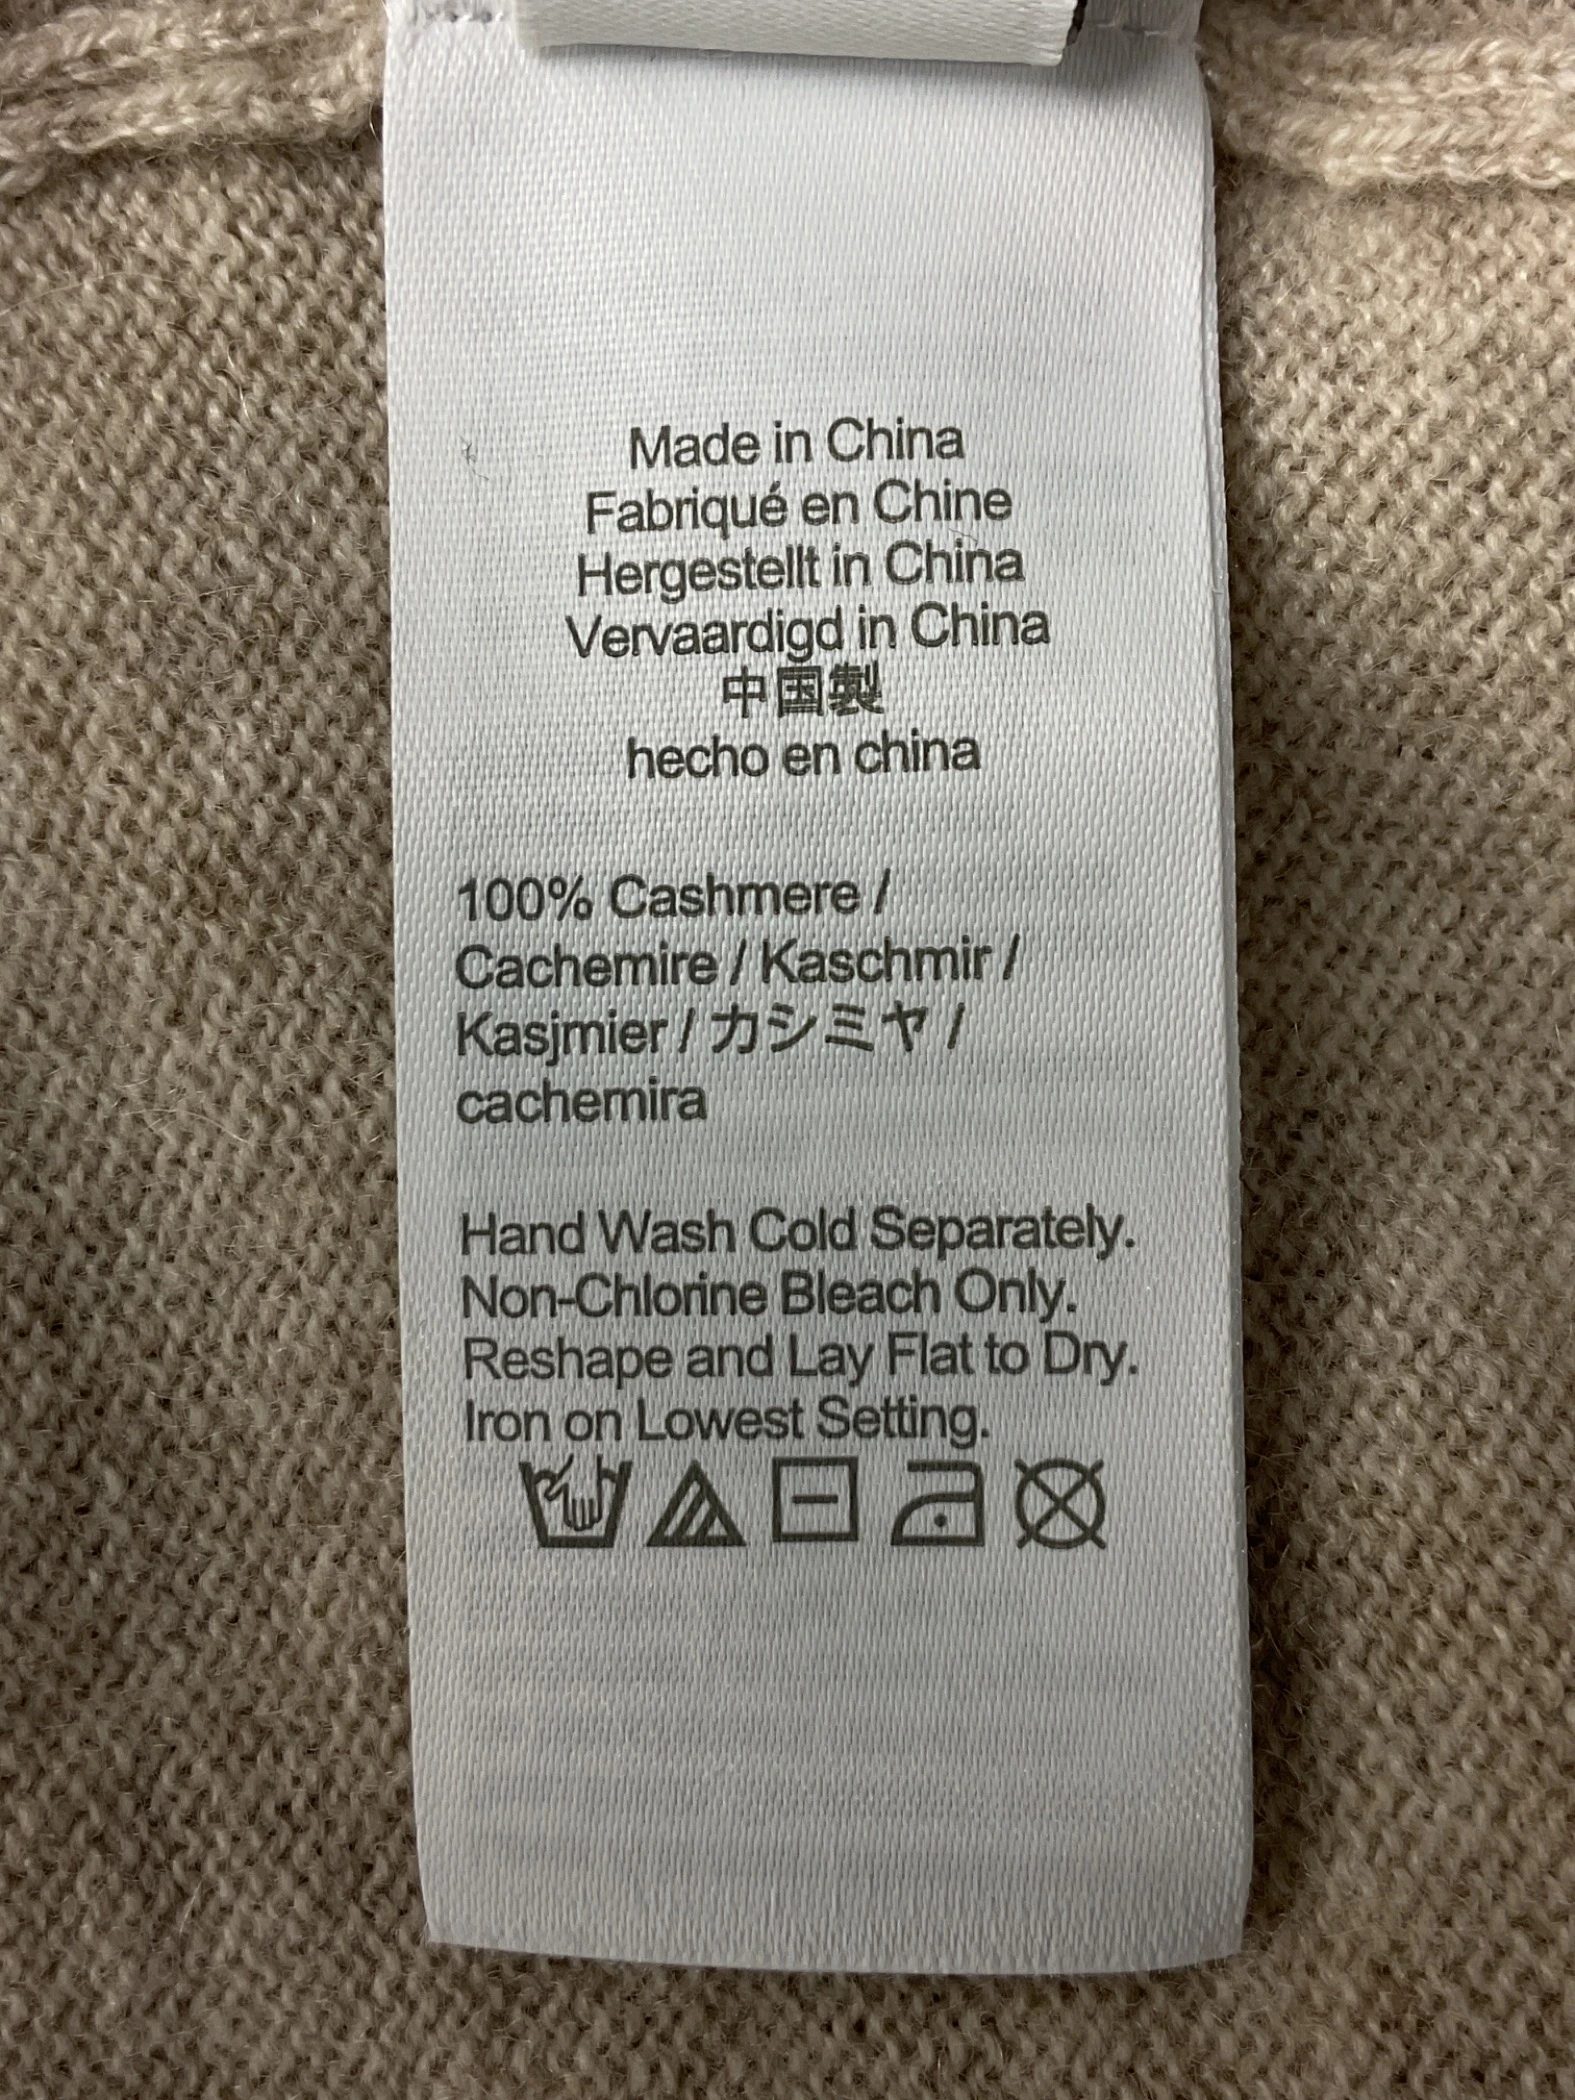 Made in China
Fabriqué en Chine
Hergestellt in China
Vervaardigd in China
中国製
hecho en china
100% Cashmere /
Cachemire / Kaschmir /
Kasjmier / カシミヤ /
cachemira
Hand Wash Cold Separately.
Non-Chlorine Bleach Only.
Reshape and Lay Flat to Dry.
Iron on Lowest Setting.